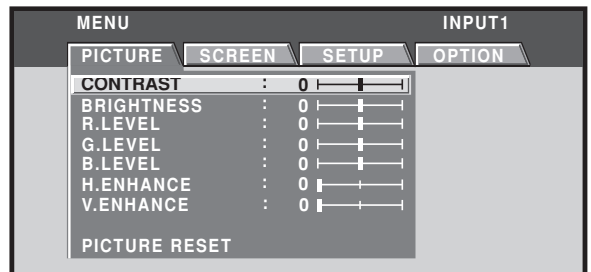 MENU INPUT1
PICTURE SCREEN SETUP OPTION
CONTRAST : 0
BRIGHTNESS : 0
R.LEVEL : 0
G.LEVEL : 0
B.LEVEL : 0
H.ENHANCE : 0
V.ENHANCE : 0
PICTURE RESET